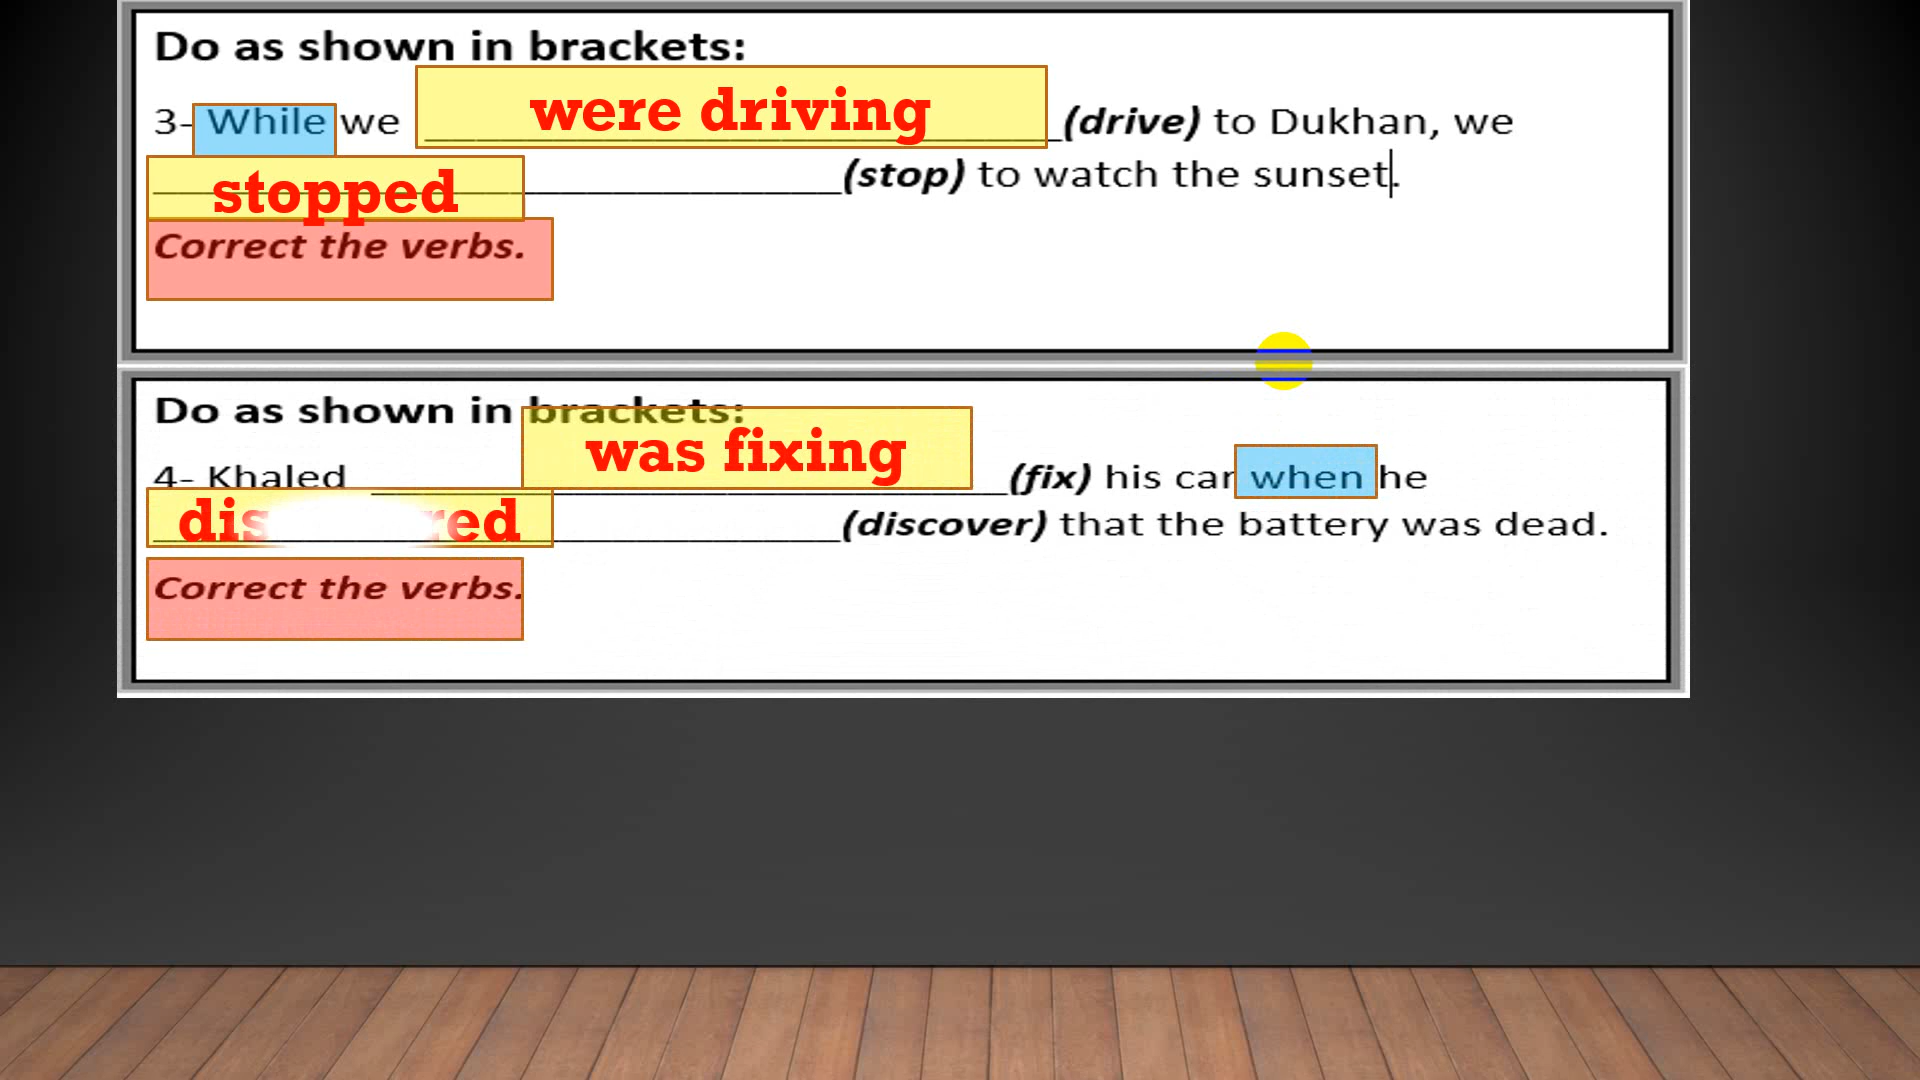 Do as shown in brackets:
3- While we were driving (drive) to Dukhan, we
stopped (stop) to watch the sunset.
Correct the verbs.
Do as shown in brackets:
4- Khaled was fixing (fix) his car when he
(discover) that the battery was dead.
Correct the verbs.